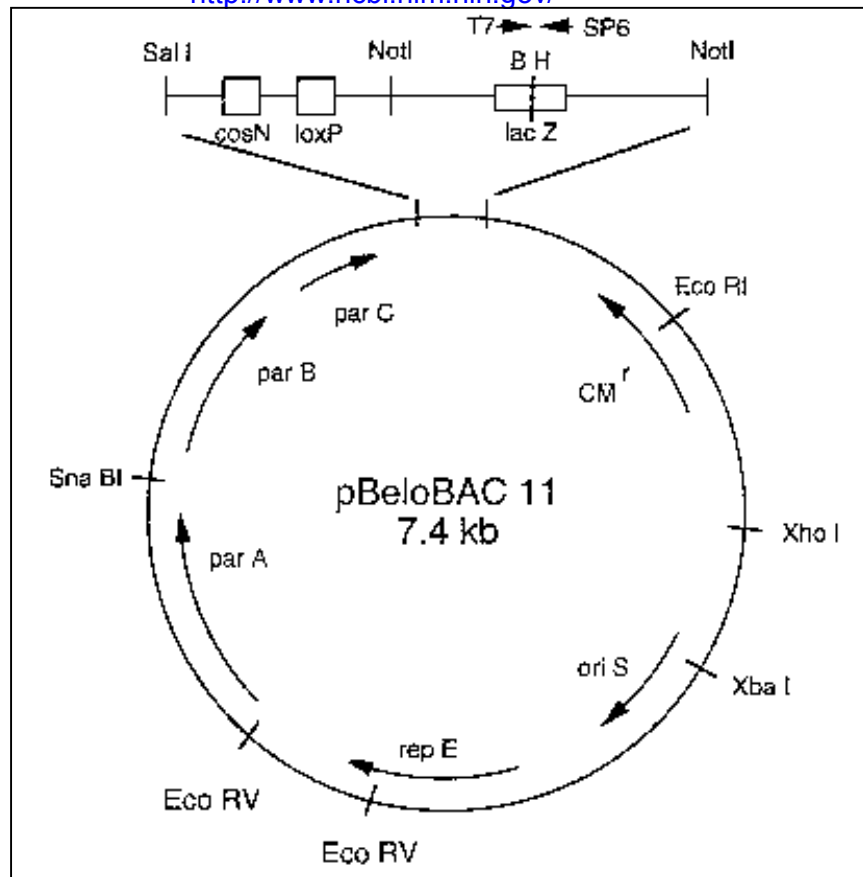 T7 SP6
Sal I NotI B H NotI
cosN loxP lac Z
Eco RI
par C
CM r
par B
Sna BI
pBeloBAC 11
7.4 kb
Xho I
par A
ori S
Xba I
rep E
Eco RV
Eco RV